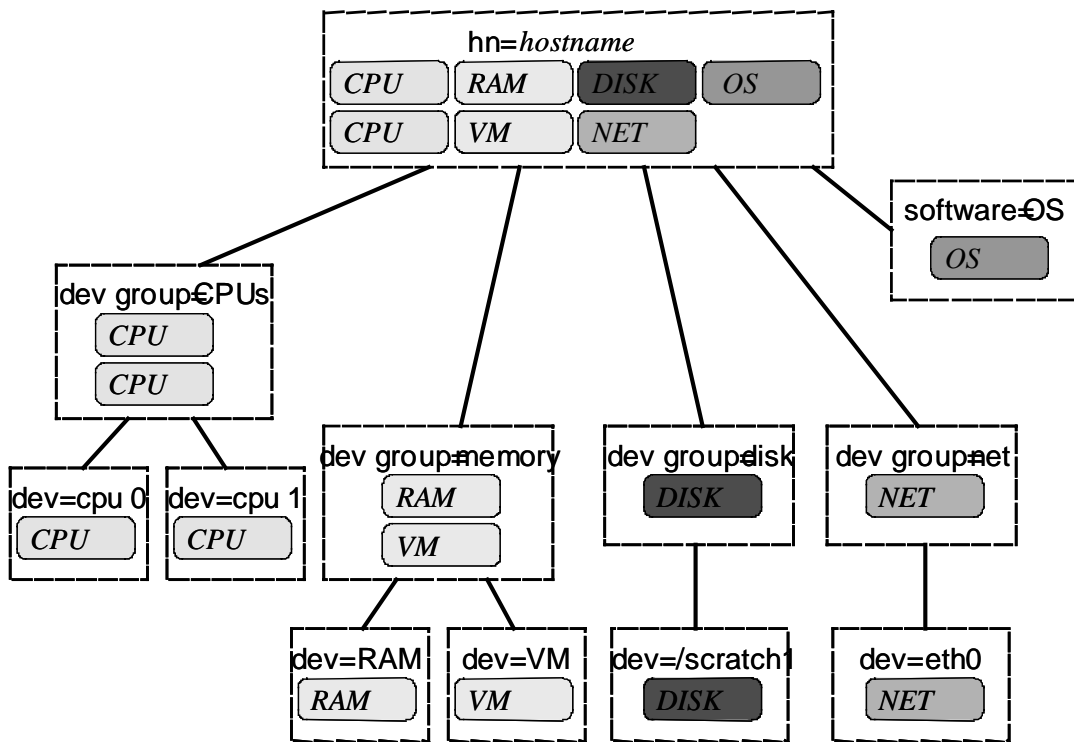 hn=hostname
CPU RAM DISK OS
CPU VM NET
software=OS
OS
dev group=CPUs
CPU
CPU
dev=cpu 0
CPU
dev=cpu 1
CPU
dev group=memory
RAM
VM
dev group=disk
DISK
dev group=net
NET
dev=RAM
RAM
dev=VM
VM
dev=/scratch1
DISK
dev=eth0
NET